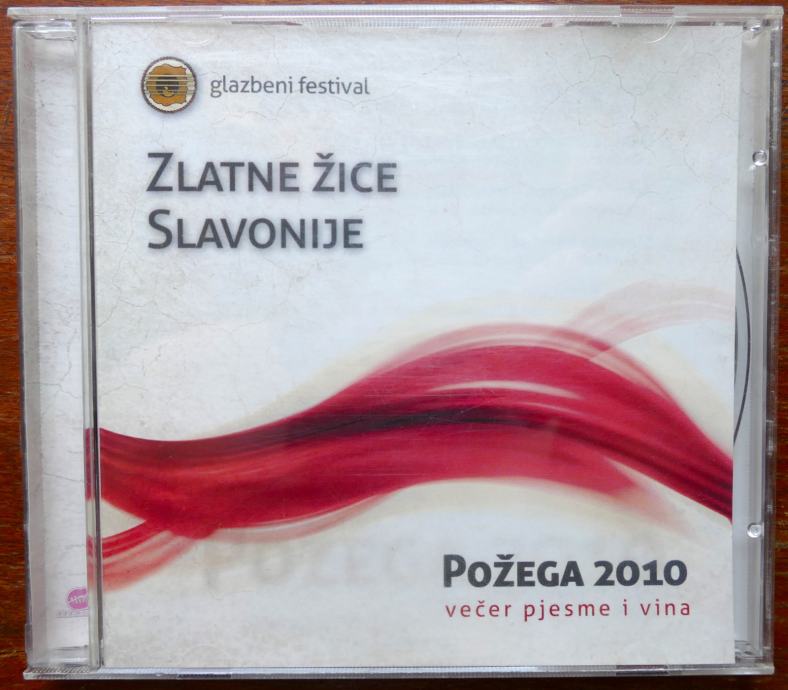 glazbeni festival
ZLATNE ŽICE
SLAVONIJE
POŽEGA 2010
večer pjesme i vina